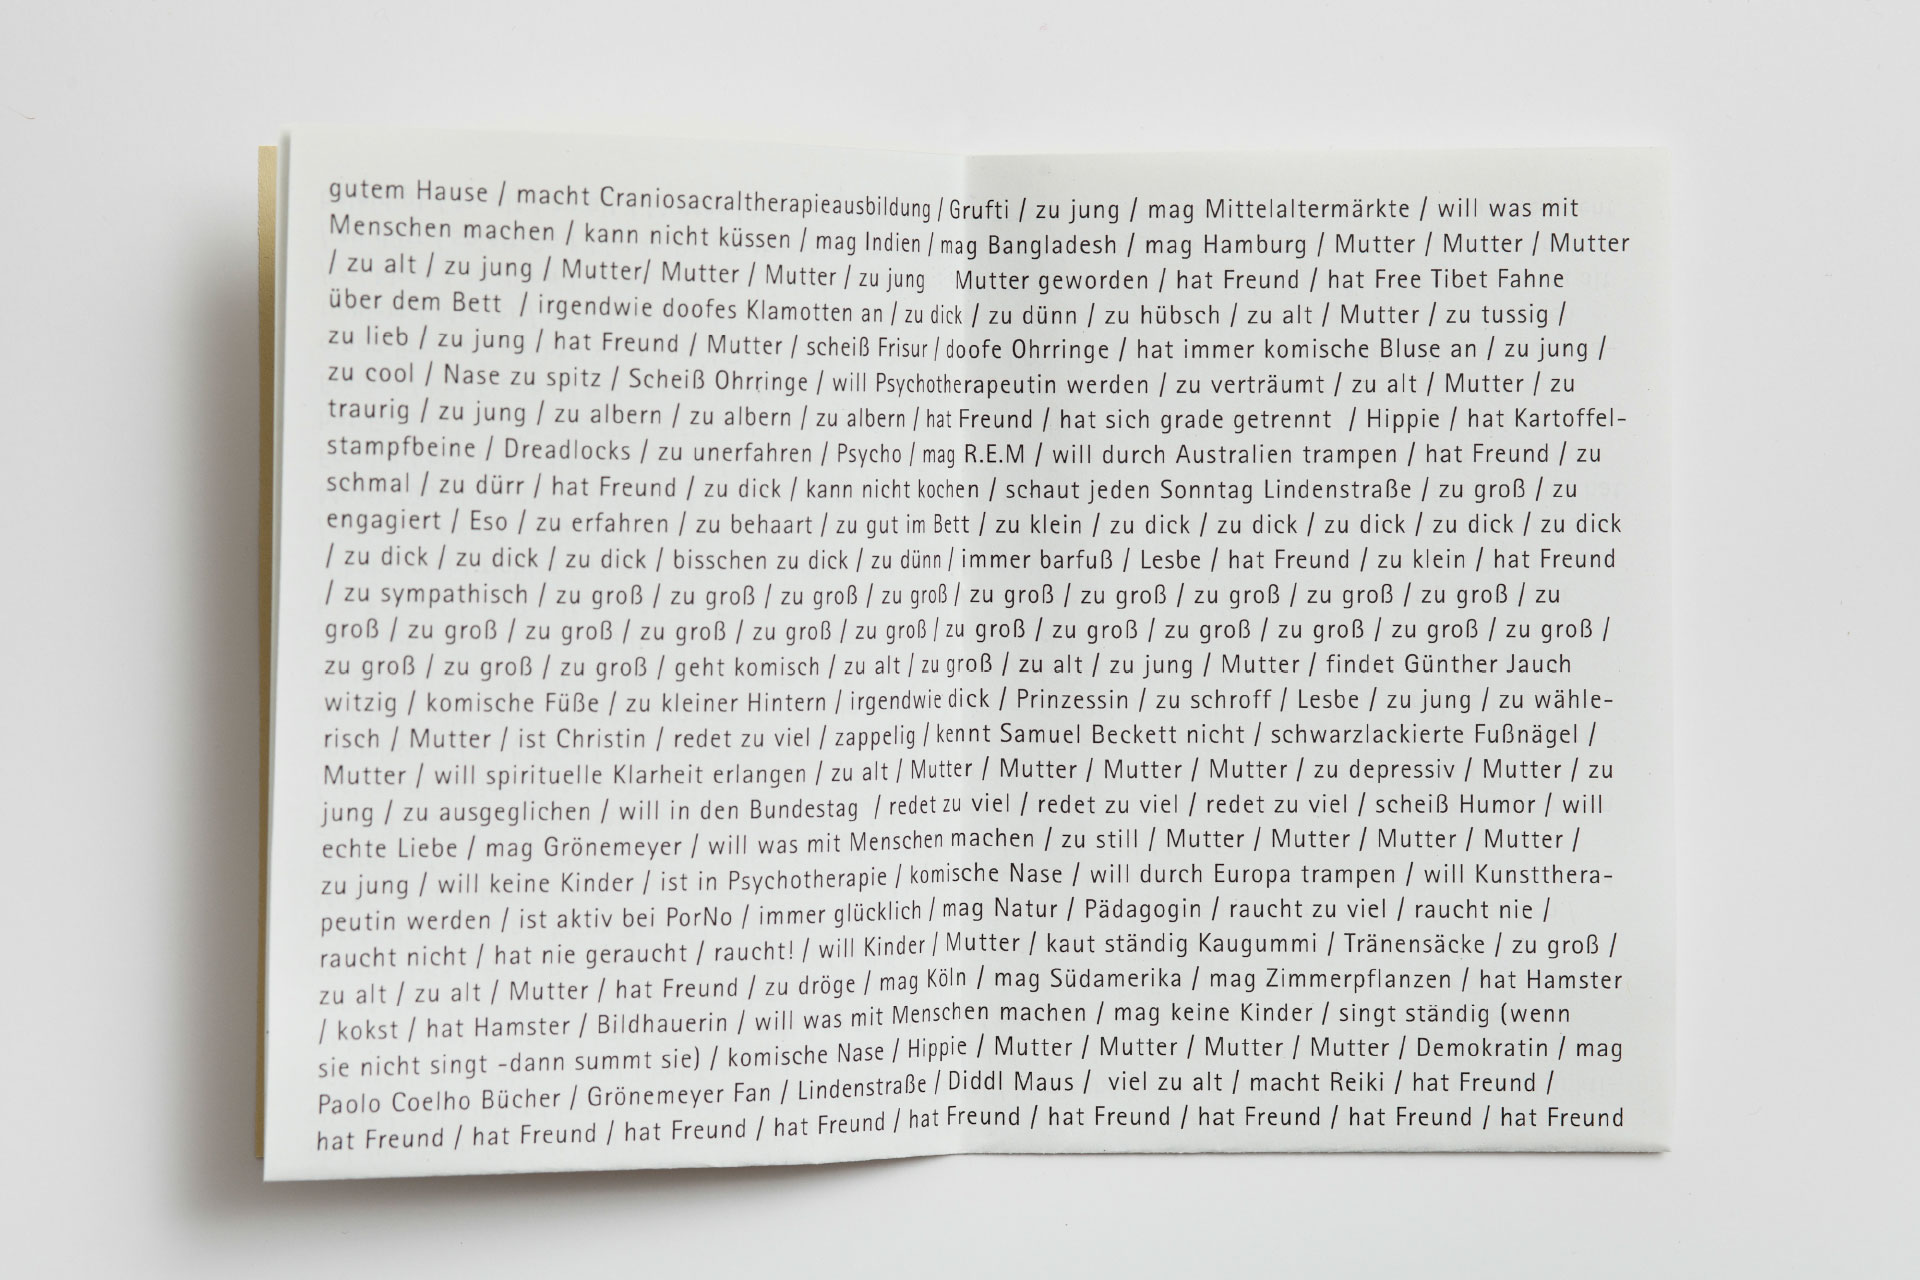 gutem Hause / macht Craniosacraltherapieausbildung / Grufti / zu jung / mag Mittelaltermärkte / will was mit
Menschen machen / kann nicht küssen / mag Indien / mag Bangladesh / mag Hamburg / Mutter / Mutter / Mutter
/ zu alt / zu jung / Mutter/ Mutter / Mutter / zu jung Mutter geworden / hat Freund / hat Free Tibet Fahne
über dem Bett / irgendwie doofes Klamotten an / zu dick / zu dünn / zu hübsch / zu alt / Mutter / zu tussig /
zu lieb / zu jung / hat Freund / Mutter / scheiß Frisur / doofe Ohrringe / hat immer komische Bluse an / zu jung /
zu cool / Nase zu spitz / Scheiß Ohrringe / will Psychotherapeutin werden / zu verträumt / zu alt / Mutter / zu
traurig / zu jung / zu albern / zu albern / zu albern / hat Freund / hat sich grade getrennt / Hippie / hat Kartoffel-
stampfbeine / Dreadlocks / zu unerfahren / Psycho / mag R.E.M / will durch Australien trampen / hat Freund / zu
schmal / zu dürr / hat Freund / zu dick / kann nicht kochen / schaut jeden Sonntag Lindenstraße / zu groß / zu
engagiert / Eso / zu erfahren / zu behaart / zu gut im Bett / zu klein / zu dick / zu dick / zu dick / zu dick / zu dick
/ zu dick / zu dick / zu dick / bisschen zu dick / zu dünn / immer barfuß / Lesbe / hat Freund / zu klein / hat Freund
/ zu sympathisch / zu groß / zu groß / zu groß / zu groß / zu groß / zu groß / zu groß / zu groß / zu groß / zu
groß / zu groß / zu groß / zu groß / zu groß / zu groß / zu groß / zu groß / zu groß / zu groß / zu groß / zu groß /
zu groß / zu groß / zu groß / geht komisch / zu alt / zu groß / zu alt / zu jung / Mutter / findet Günther Jauch
witzig / komische Füße / zu kleiner Hintern / irgendwie dick / Prinzessin / zu schroff / Lesbe / zu jung / zu wähle-
risch / Mutter / ist Christin / redet zu viel / zappelig / kennt Samuel Beckett nicht / schwarzlackierte Fußnägel /
Mutter / will spirituelle Klarheit erlangen / zu alt / Mutter / Mutter / Mutter / Mutter / zu depressiv / Mutter / zu
jung / zu ausgeglichen / will in den Bundestag / redet zu viel / redet zu viel / redet zu viel / scheiß Humor / will
echte Liebe / mag Grönemeyer / will was mit Menschen machen / zu still / Mutter / Mutter / Mutter / Mutter /
zu jung / will keine Kinder / ist in Psychotherapie / komische Nase / will durch Europa trampen / will Kunstthera-
peutin werden / ist aktiv bei PorNo / immer glücklich / mag Natur / Pädagogin / raucht zu viel / raucht nie /
raucht nicht / hat nie geraucht / raucht! / will Kinder / Mutter / kaut ständig Kaugummi / Tränensäcke / zu groß /
zu alt / zu alt / Mutter / hat Freund / zu dröge / mag Köln / mag Südamerika / mag Zimmerpflanzen / hat Hamster
/ kokst / hat Hamster / Bildhauerin / will was mit Menschen machen / mag keine Kinder / singt ständig (wenn
sie nicht singt -dann summt sie) / komische Nase / Hippie / Mutter / Mutter / Mutter / Mutter / Demokratin / mag
Paolo Coelho Bücher / Grönemeyer Fan / Lindenstraße / Diddl Maus / viel zu alt / macht Reiki / hat Freund /
hat Freund / hat Freund / hat Freund / hat Freund / hat Freund / hat Freund / hat Freund / hat Freund / hat Freund